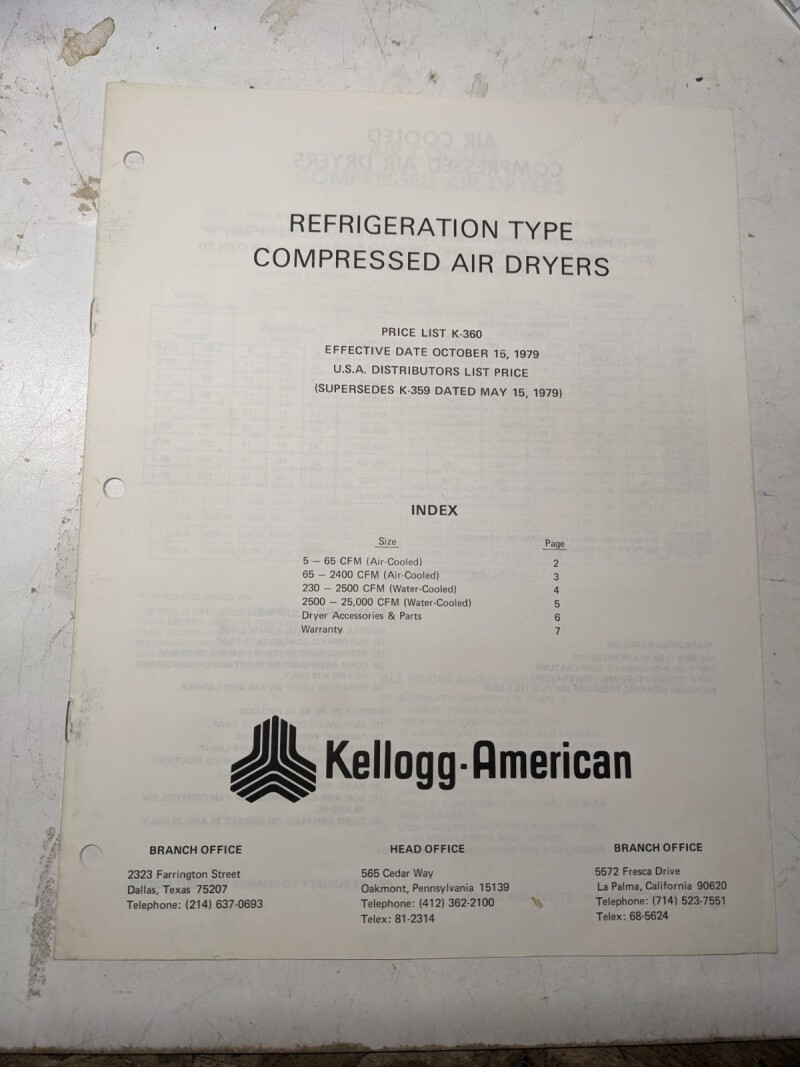 REFRIGERATION TYPE
COMPRESSED AIR DRYERS
PRICE LIST K-360
EFFECTIVE DATE OCTOBER 15, 1979
U.S.A. DISTRIBUTORS LIST PRICE
(SUPERSEDES K-359 DATED MAY 15, 1979)
INDEX
Size Page
5 – 65 CFM (Air-Cooled) 2
65 – 2400 CFM (Air-Cooled) 3
230 – 2500 CFM (Water-Cooled) 4
2500 – 25,000 CFM (Water-Cooled) 5
Dryer Accessories & Parts 6
Warranty 7
Kellogg-American
BRANCH OFFICE
2323 Farrington Street
Dallas, Texas 75207
Telephone: (214) 637-0693
HEAD OFFICE
565 Cedar Way
Oakmont, Pennsylvania 15139
Telephone: (412) 362-2100
Telex: 81-2314
BRANCH OFFICE
5572 Fresca Drive
La Palma, California 90620
Telephone: (714) 523-7551
Telex: 68-5624